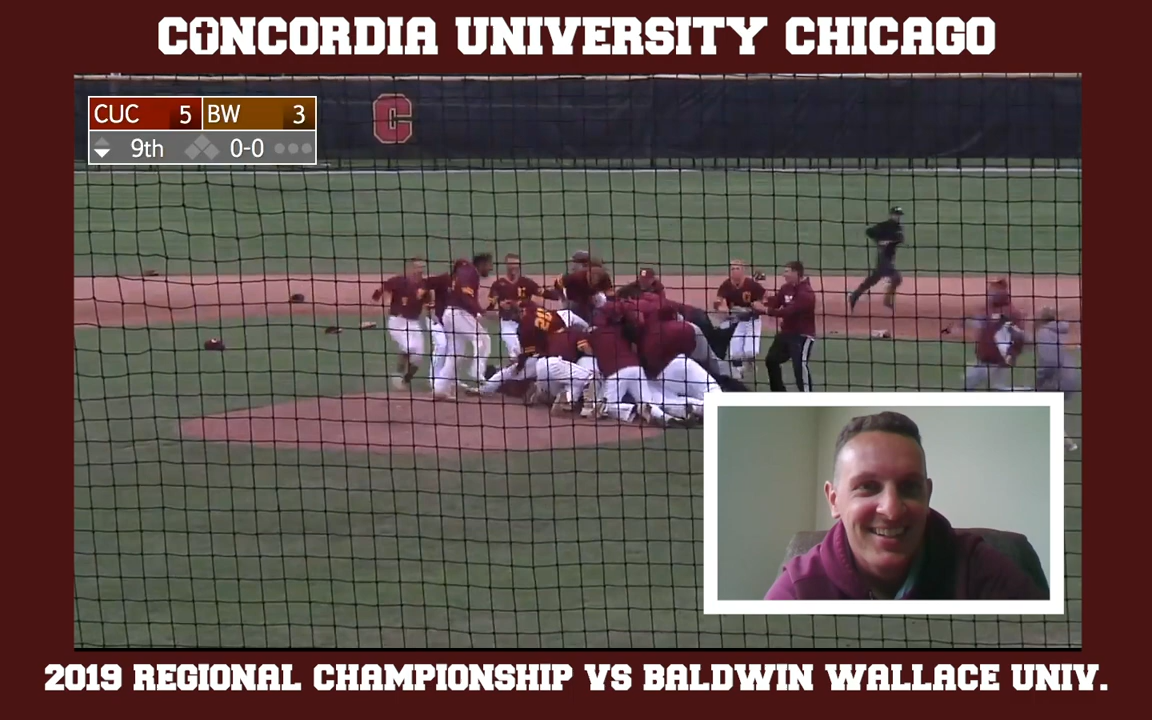 CONCORDIA UNIVERSITY CHICAGO
C
CUC 5 BW 3
9th 0-0
2019 REGIONAL CHAMPIONSHIP VS BALDWIN WALLACE UNIV.